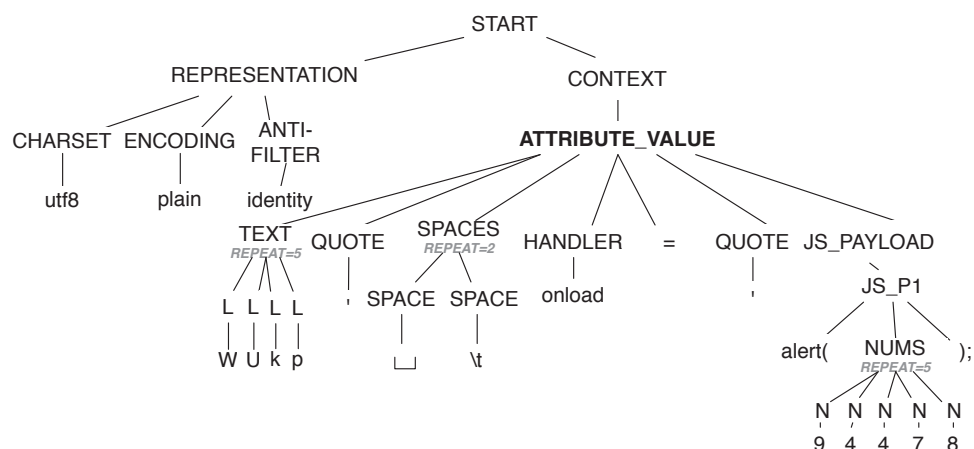 START
REPRESENTATION
CONTEXT
CHARSET ENCODING ANTI-
FILTER
ATTRIBUTE_VALUE
utf8 plain identity
TEXT QUOTE SPACES HANDLER = QUOTE JS_PAYLOAD
REPEAT=5 REPEAT=2
L L L L ' SPACE SPACE onload ' JS_P1
W U k p ␣ \t alert( NUMS );
REPEAT=5
N N N N N
9 4 4 7 8